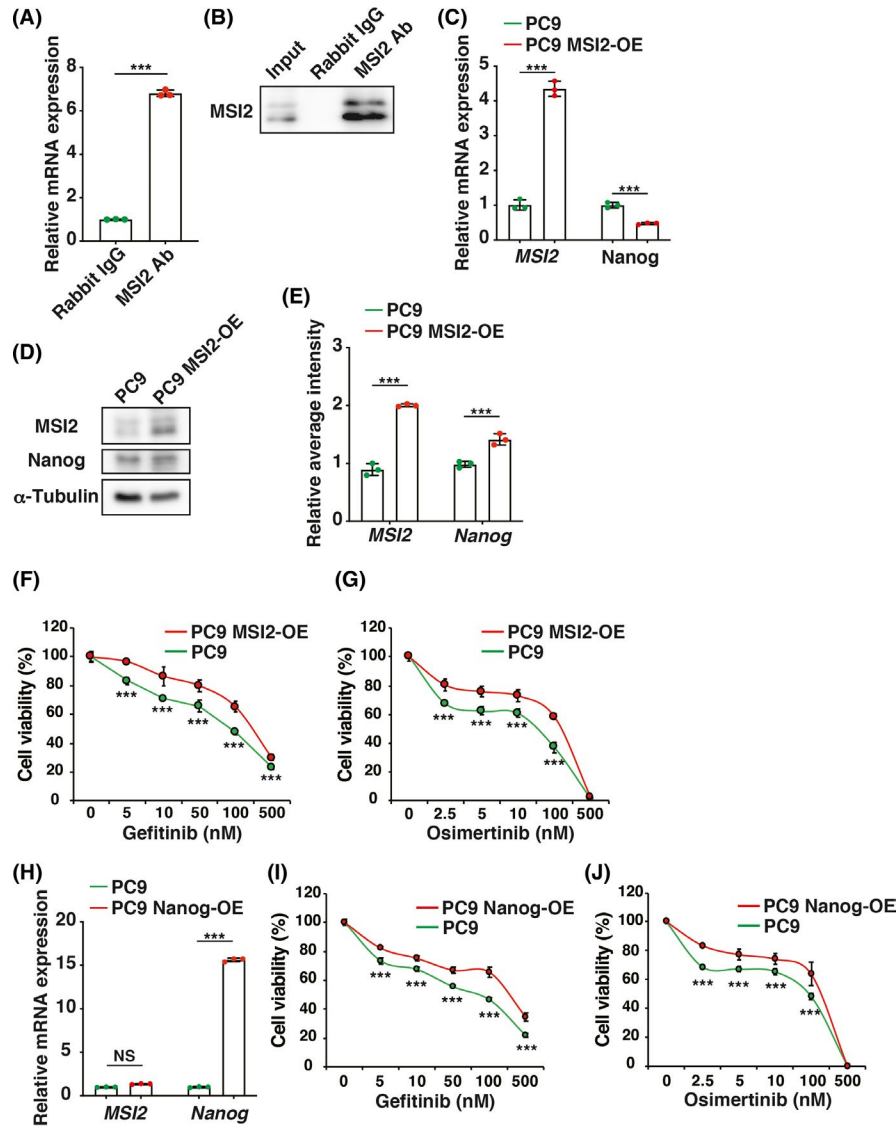 (A)
Relative mRNA expression
8
6
4
2
0
***
Rabbit IgG
MSI2 Ab
(B)
Input
Rabbit IgG
MSI2 Ab
MSI2
(C)
PC9
PC9 MSI2-OE
Relative mRNA expression
5
4
3
2
1
0
***
***
MSI2
Nanog
(D)
PC9
PC9 MSI2-OE
MSI2
Nanog
α-Tubulin
(E)
PC9
PC9 MSI2-OE
Relative average intensity
3
2
1
0
***
***
MSI2
Nanog
(F)
Cell viability (%)
120
100
80
60
40
20
0
PC9 MSI2-OE
PC9
***
***
***
***
***
0 5 10 50 100 500
Gefitinib (nM)
(G)
Cell viability (%)
120
100
80
60
40
20
0
PC9 MSI2-OE
PC9
***
***
***
***
0 2.5 5 10 100 500
Osimertinib (nM)
(H)
PC9
PC9 Nanog-OE
Relative mRNA expression
20
15
10
5
0
NS
***
MSI2
Nanog
(I)
Cell viability (%)
120
100
80
60
40
20
0
PC9 Nanog-OE
PC9
***
***
***
***
***
0 5 10 50 100 500
Gefitinib (nM)
(J)
Cell viability (%)
120
100
80
60
40
20
0
PC9 Nanog-OE
PC9
***
***
***
***
0 2.5 5 10 100 500
Osimertinib (nM)